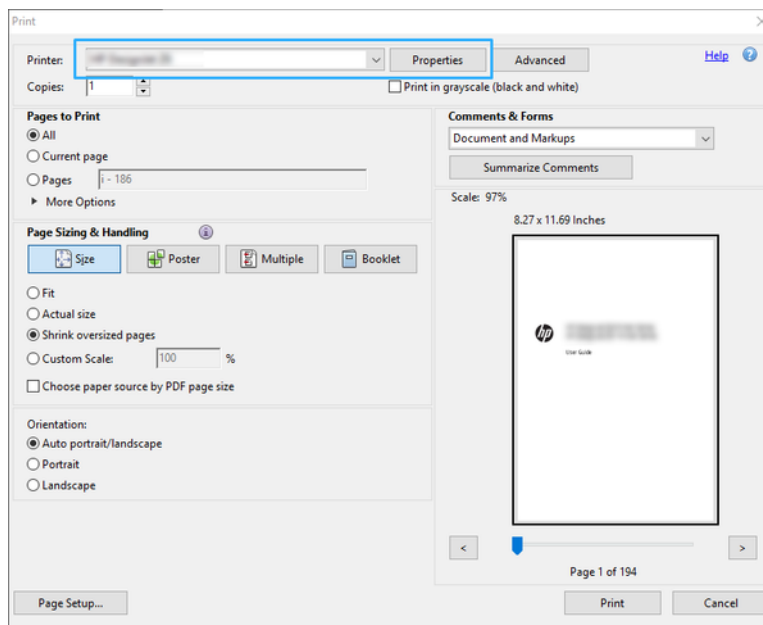 Print
Printer:
Properties
Advanced
Help
Copies: 1
Print in grayscale (black and white)
Pages to Print
All
Current page
Pages i - 186
More Options
Page Sizing & Handling
Size
Poster
Multiple
Booklet
Fit
Actual size
Shrink oversized pages
Custom Scale: 100 %
Choose paper source by PDF page size
Orientation:
Auto portrait/landscape
Portrait
Landscape
Comments & Forms
Document and Markups
Summarize Comments
Scale: 97%
8.27 x 11.69 Inches
hp
User Guide
<
>
Page 1 of 194
Page Setup...
Print
Cancel